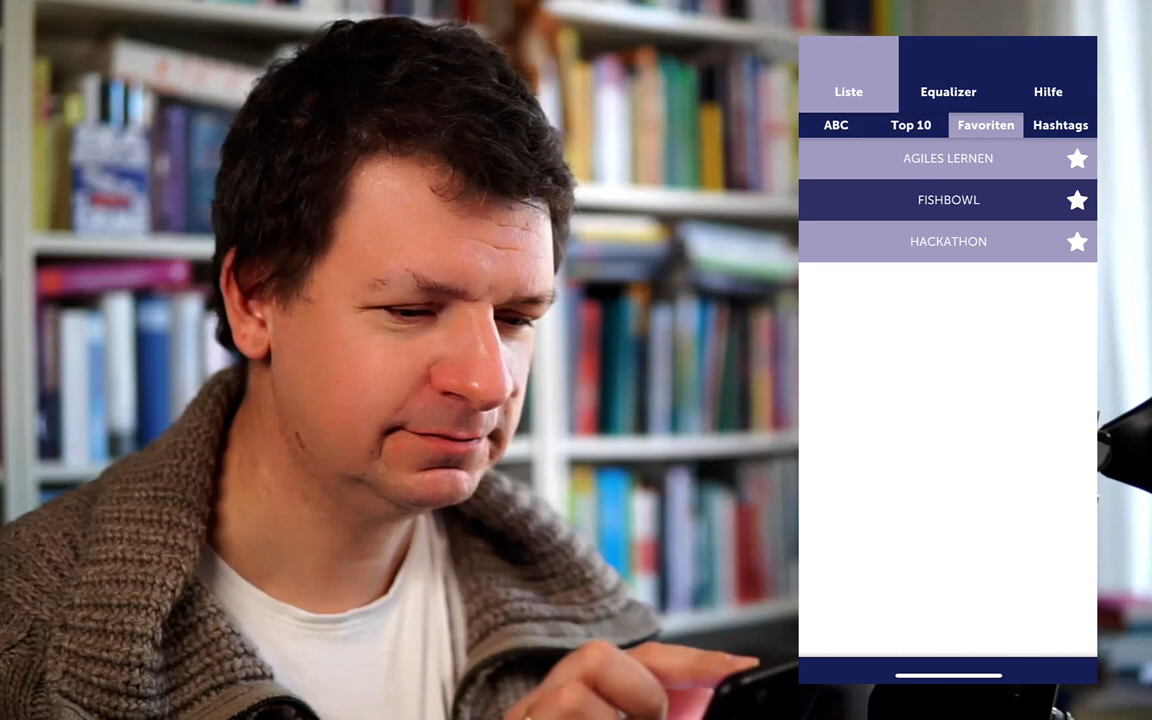 Liste Equalizer Hilfe
ABC Top 10 Favoriten Hashtags
AGILES LERNEN
FISHBOWL
HACKATHON